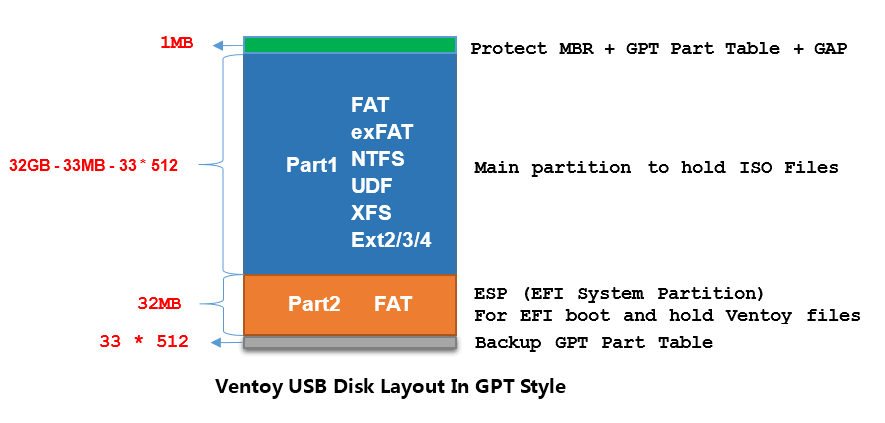 1MB
Protect MBR + GPT Part Table + GAP
32GB - 33MB - 33 * 512
Part1
FAT
exFAT
NTFS
UDF
XFS
Ext2/3/4
Main partition to hold ISO Files
32MB
Part2 FAT
ESP (EFI System Partition)
For EFI boot and hold Ventoy files
33 * 512
Backup GPT Part Table
Ventoy USB Disk Layout In GPT Style